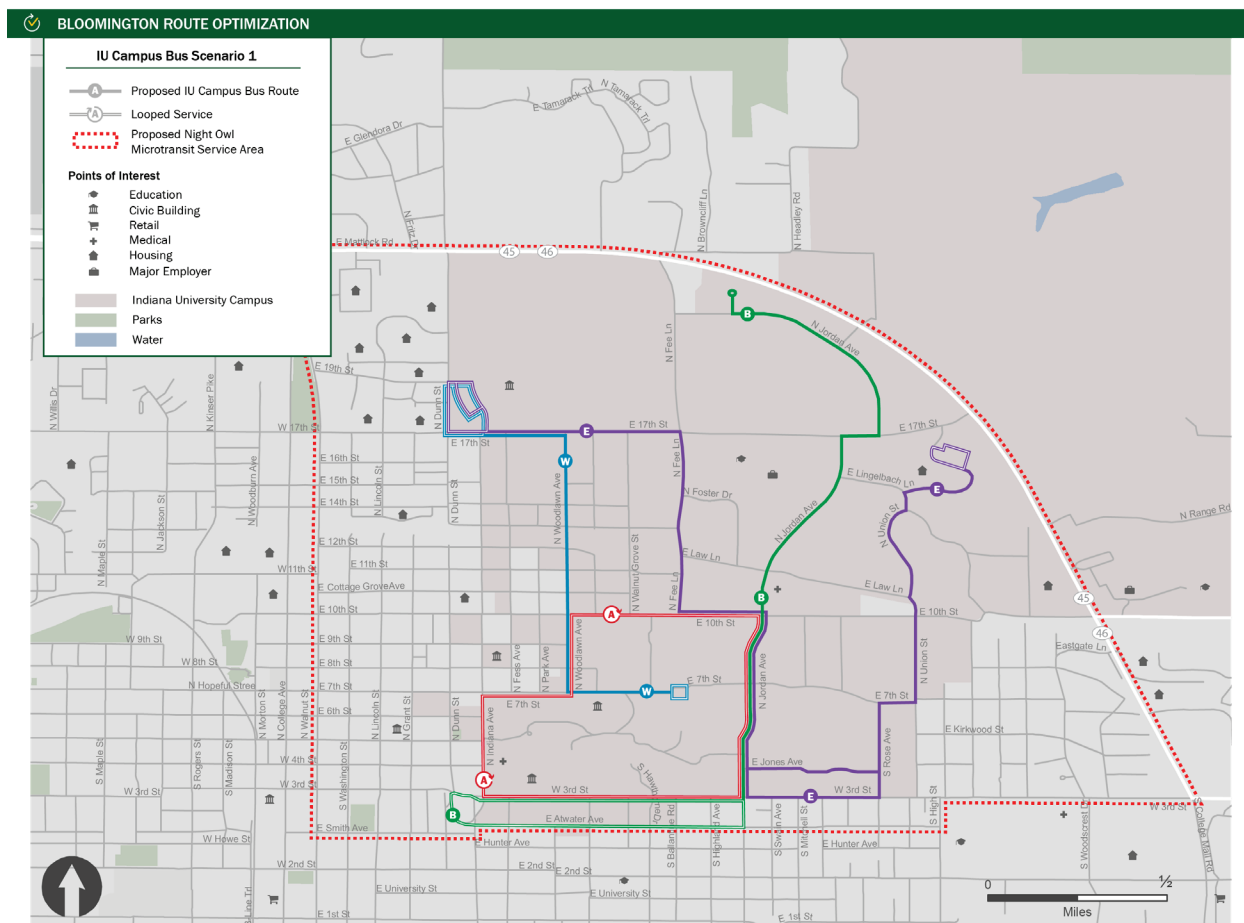 BLOOMINGTON ROUTE OPTIMIZATION
IU Campus Bus Scenario 1
A
Proposed IU Campus Bus Route
A
Looped Service
Proposed Night Owl
Microtransit Service Area
Points of Interest
Education
Civic Building
Retail
Medical
Housing
Major Employer
Indiana University Campus
Parks
Water
N Tamarack Trl
E Tamarack Trl
E Glendora Dr
N Fritz Dr
E Matlock Rd
45
46
N Browncliff Ln
N Headley Rd
B
N Jordan Ave
N Fee Ln
E 19th St
N Dunn St
N Willis Dr
N Kinser Pike
W 17th St
E 17th St
E
E 17th St
E 17th St
N Fee Ln
W
E 16th St
E 15th St
E 14th St
N Lincoln St
N Dunn St
N Woodlawn Ave
N Woodburn Ave
N Jackson St
N Foster Dr
E Lingelbach Ln
E
N Union St
N Range Rd
N Jordan Ave
E 12th St
E 11th St
W 11th St
N Maple St
E Cottage Grove Ave
N Walnut Grove St
E Law Ln
E Law Ln
N Fee Ln
B
45
46
E 10th St
A
E 10th St
E 10th St
W 9th St
E 9th St
W 8th St
E 8th St
N Hopeful Street
E 7th St
E 7th St
W
E 7th St
E 7th St
N Fess Ave
N Park Ave
N Woodlawn Ave
N Jordan Ave
N Union St
Eastgate Ln
N Morton St
N College Ave
N Walnut St
E 6th St
N Lincoln St
N Grant St
N Dunn St
N Indiana Ave
E Kirkwood St
S Maple St
S Rogers St
S Madison St
W 4th St
W 3rd St
E 3rd St
S Washington St
A
W 3rd St
E Jones Ave
S Rose Ave
E
W 3rd St
W 3rd St
B
E Atwater Ave
E Smith Ave
W Howe St
E Hunter Ave
E Hunter Ave
S Ballantine Rd
S Highland Ave
S Swain Ave
S Mitchell St
S High St
S Woodscrest Dr
S College Mall Rd
W 2nd St
E 2nd St
E 2nd St
E University St
E University St
E 1st St
E 1st St
0
½
Miles